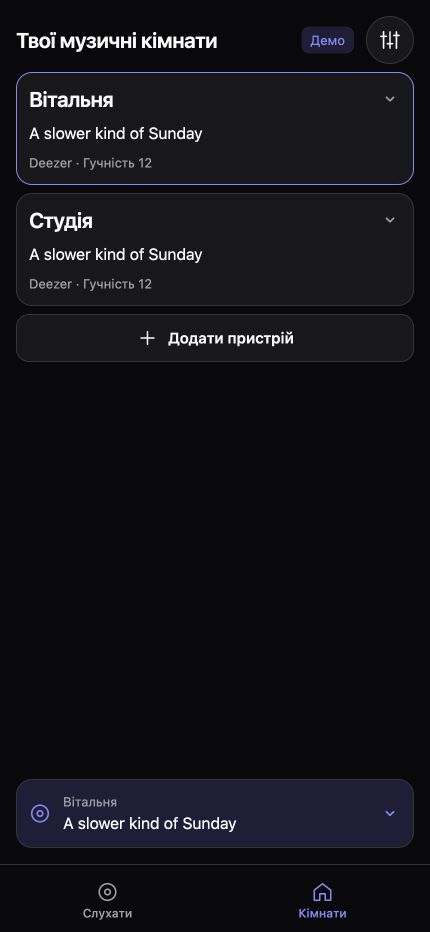 Твої музичні кімнати
Демо
Вітальня
A slower kind of Sunday
Deezer · Гучність 12
Студія
A slower kind of Sunday
Deezer · Гучність 12
Додати пристрій
Вітальня
A slower kind of Sunday
Слухати
Кімнати